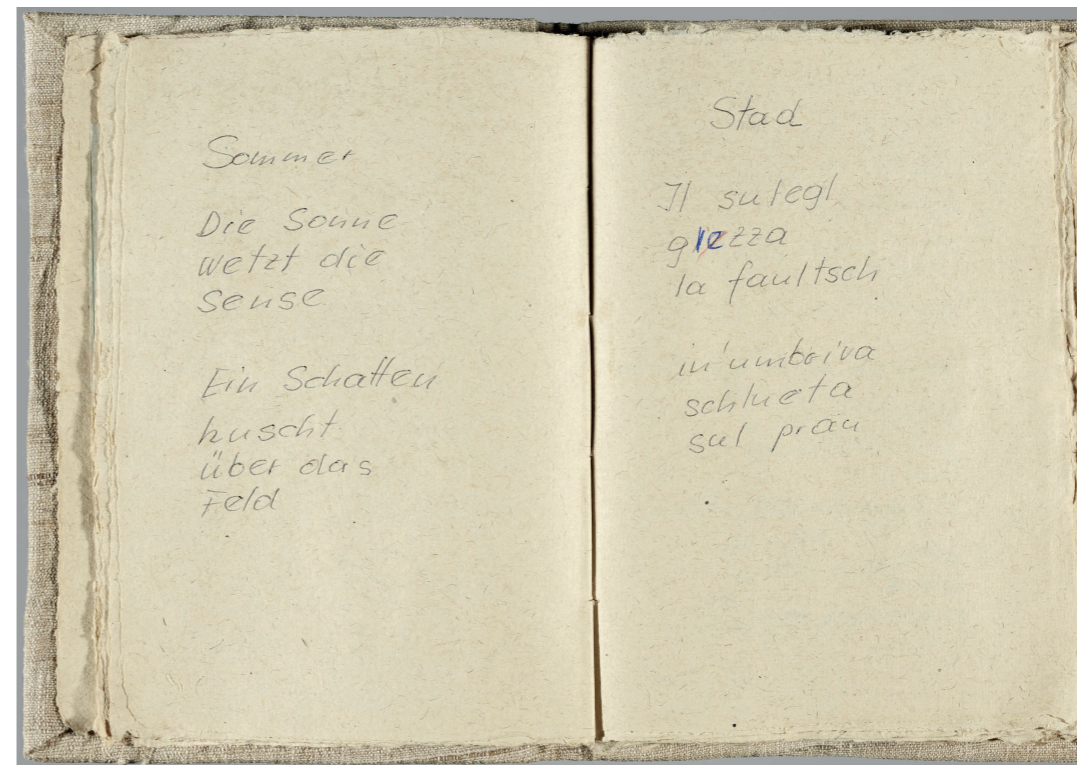 Sommer
Die Sonne
wetzt die
Sense
Ein Schatten
huscht
über das
Feld
Stad
Il sulegl
glezza
la faultsch
in'umbriva
schlueta
sul prau